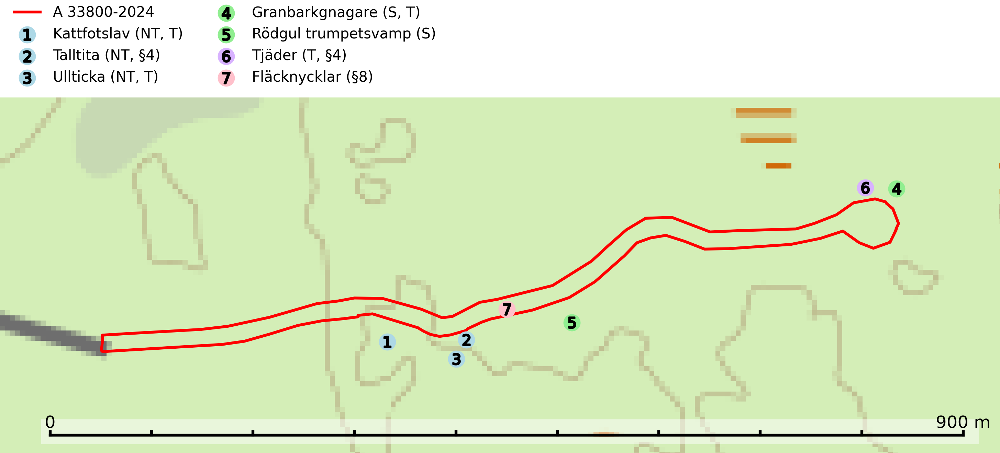 A 33800-2024
1 Kattfotslav (NT, T)
2 Talltita (NT, §4)
3 Ullticka (NT, T)
4 Granbarkgnagare (S, T)
5 Rödgul trumpetsvamp (S)
6 Tjäder (T, §4)
7 Fläcknycklar (§8)
6 4
7
5
1 2
3
0 900 m